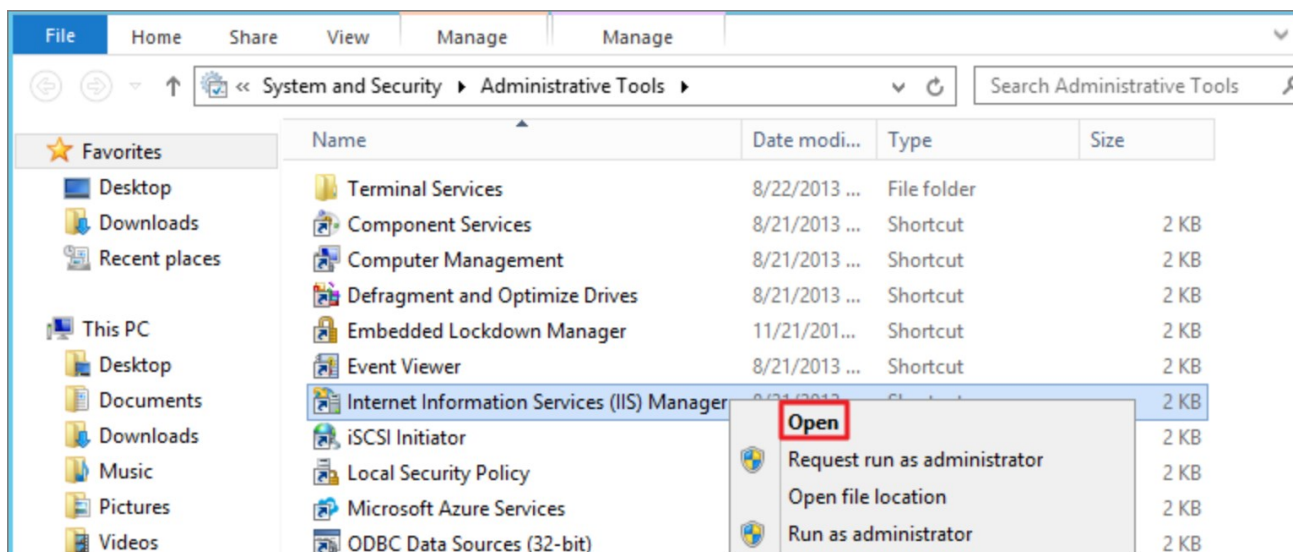 File Home Share View Manage Manage
« System and Security Administrative Tools Search Administrative Tools
Name Date modi... Type Size
Favorites
Desktop
Downloads
Recent places
This PC
Desktop
Documents
Downloads
Music
Pictures
Videos
Terminal Services 8/22/2013 ... File folder
Component Services 8/21/2013 ... Shortcut 2 KB
Computer Management 8/21/2013 ... Shortcut 2 KB
Defragment and Optimize Drives 8/21/2013 ... Shortcut 2 KB
Embedded Lockdown Manager 11/21/201... Shortcut 2 KB
Event Viewer 8/21/2013 ... Shortcut 2 KB
Internet Information Services (IIS) Manager 2 KB
iSCSI Initiator 2 KB
Local Security Policy 2 KB
Microsoft Azure Services 2 KB
ODBC Data Sources (32-bit) 2 KB
Open
Request run as administrator
Open file location
Run as administrator